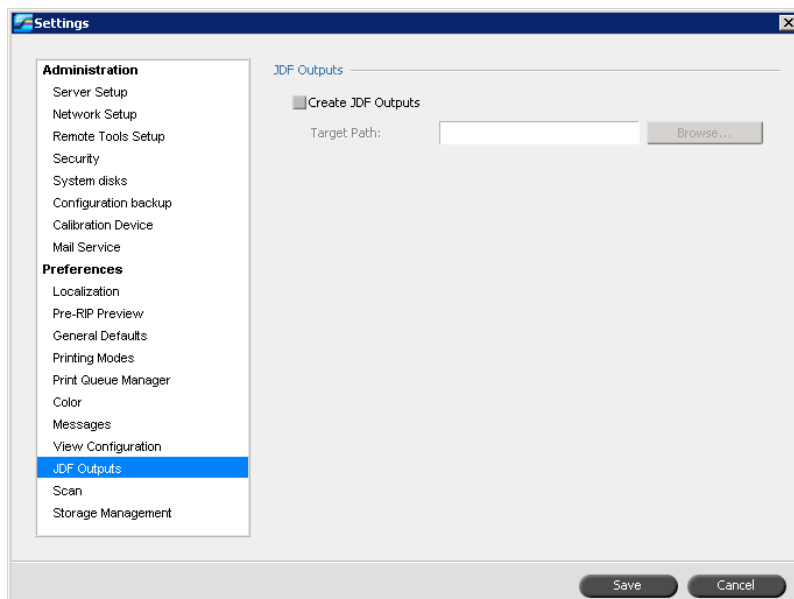 Settings
Administration
Server Setup
Network Setup
Remote Tools Setup
Security
System disks
Configuration backup
Calibration Device
Mail Service
Preferences
Localization
Pre-RIP Preview
General Defaults
Printing Modes
Print Queue Manager
Color
Messages
View Configuration
JDF Outputs
Scan
Storage Management
JDF Outputs
Create JDF Outputs
Target Path:
Browse...
Save
Cancel